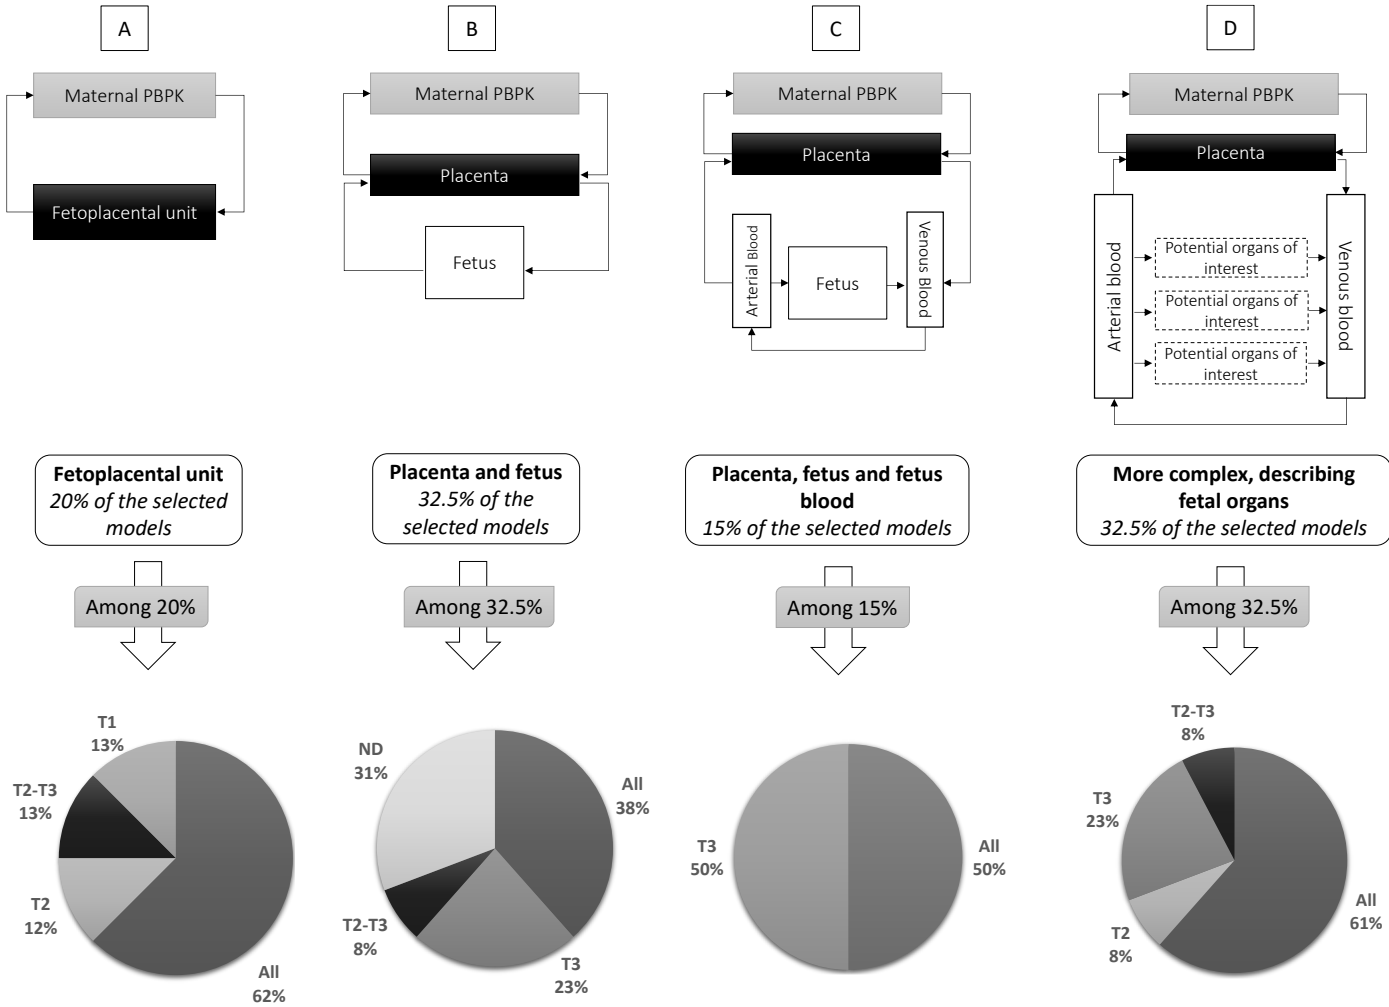 A
Maternal PBPK
Fetoplacental unit
B
Maternal PBPK
Placenta
Fetus
C
Maternal PBPK
Placenta
Arterial Blood
Fetus
Venous Blood
D
Maternal PBPK
Placenta
Arterial blood
Potential organs of
interest
Potential organs of
interest
Potential organs of
interest
Venous blood
Fetoplacental unit
20% of the selected
models
Placenta and fetus
32.5% of the
selected models
Placenta, fetus and fetus
blood
15% of the selected models
More complex, describing
fetal organs
32.5% of the selected models
Among 20%
Among 32.5%
Among 15%
Among 32.5%
T1
13%
T2-T3
13%
T2
12%
All
62%
ND
31%
All
38%
T2-T3
8%
T3
23%
T3
50%
All
50%
T2-T3
8%
T3
23%
T2
8%
All
61%